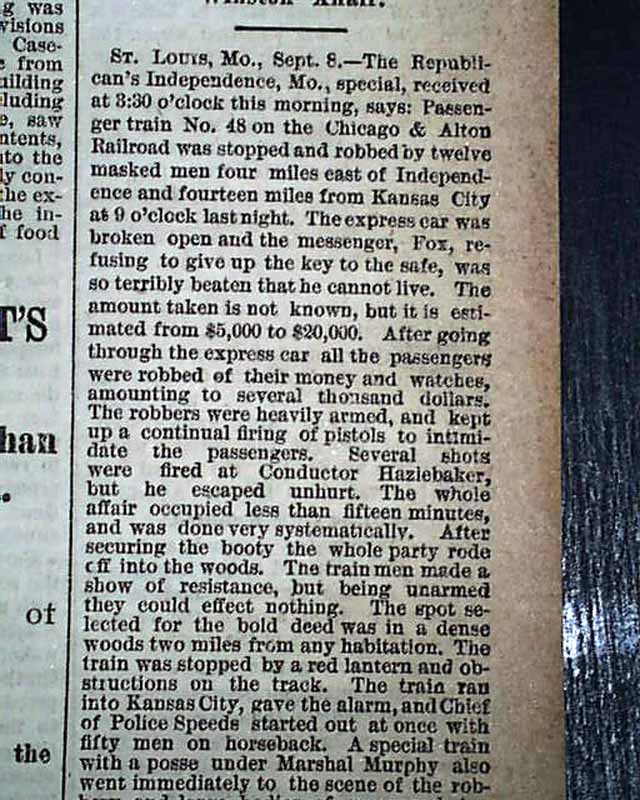 g was
visions
Case-
e from
uilding
cluding
e, saw
ntents,
nto the
ly con-
the ex-
he in-
f food
T'S
han
of
the
Winston Affair.
ST. LOUIS, MO., Sept. 8.—The Republi-
can's Independence, Mo., special, received
at 3:30 o'clock this morning, says: Passen-
ger train No. 48 on the Chicago & Alton
Railroad was stopped and robbed by twelve
masked men four miles east of Independ-
ence and fourteen miles from Kansas City
at 9 o'clock last night. The express car was
broken open and the messenger, Fox, re-
fusing to give up the key to the safe, was
so terribly beaten that he cannot live. The
amount taken is not known, but it is esti-
mated from $5,000 to $20,000. After going
through the express car all the passengers
were robbed of their money and watches,
amounting to several thousand dollars.
The robbers were heavily armed, and kept
up a continual firing of pistols to intimi-
date the passengers. Several shots
were fired at Conductor Hazlebaker,
but he escaped unhurt. The whole
affair occupied less than fifteen minutes,
and was done very systematically. After
securing the booty the whole party rode
off into the woods. The trainmen made a
show of resistance, but being unarmed
they could effect nothing. The spot se-
lected for the bold deed was in a dense
woods two miles from any habitation. The
train was stopped by a red lantern and ob-
structions on the track. The train ran
into Kansas City, gave the alarm, and Chief
of Police Speeds started out at once with
fifty men on horseback. A special train
with a posse under Marshal Murphy also
went immediately to the scene of the rob-